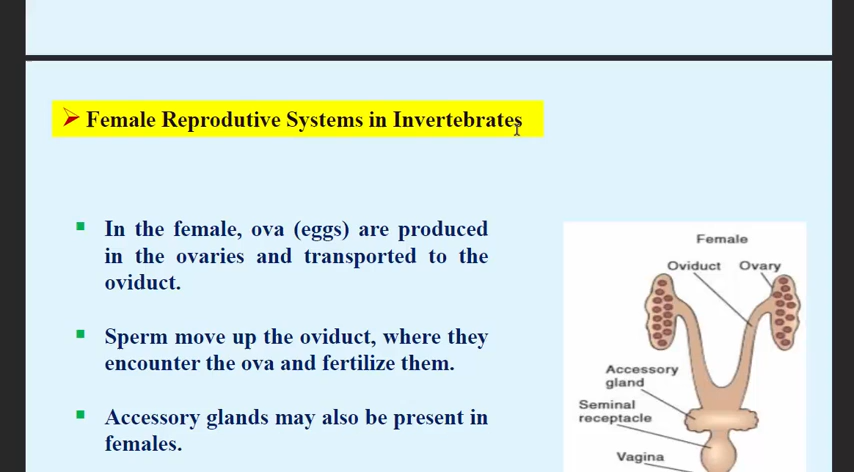 Female Reprodutive Systems in Invertebrates
In the female, ova (eggs) are produced
in the ovaries and transported to the
oviduct.
Sperm move up the oviduct, where they
encounter the ova and fertilize them.
Accessory glands may also be present in
females.
Female
Oviduct Ovary
Accessory
gland
Seminal
receptacle
Vagina